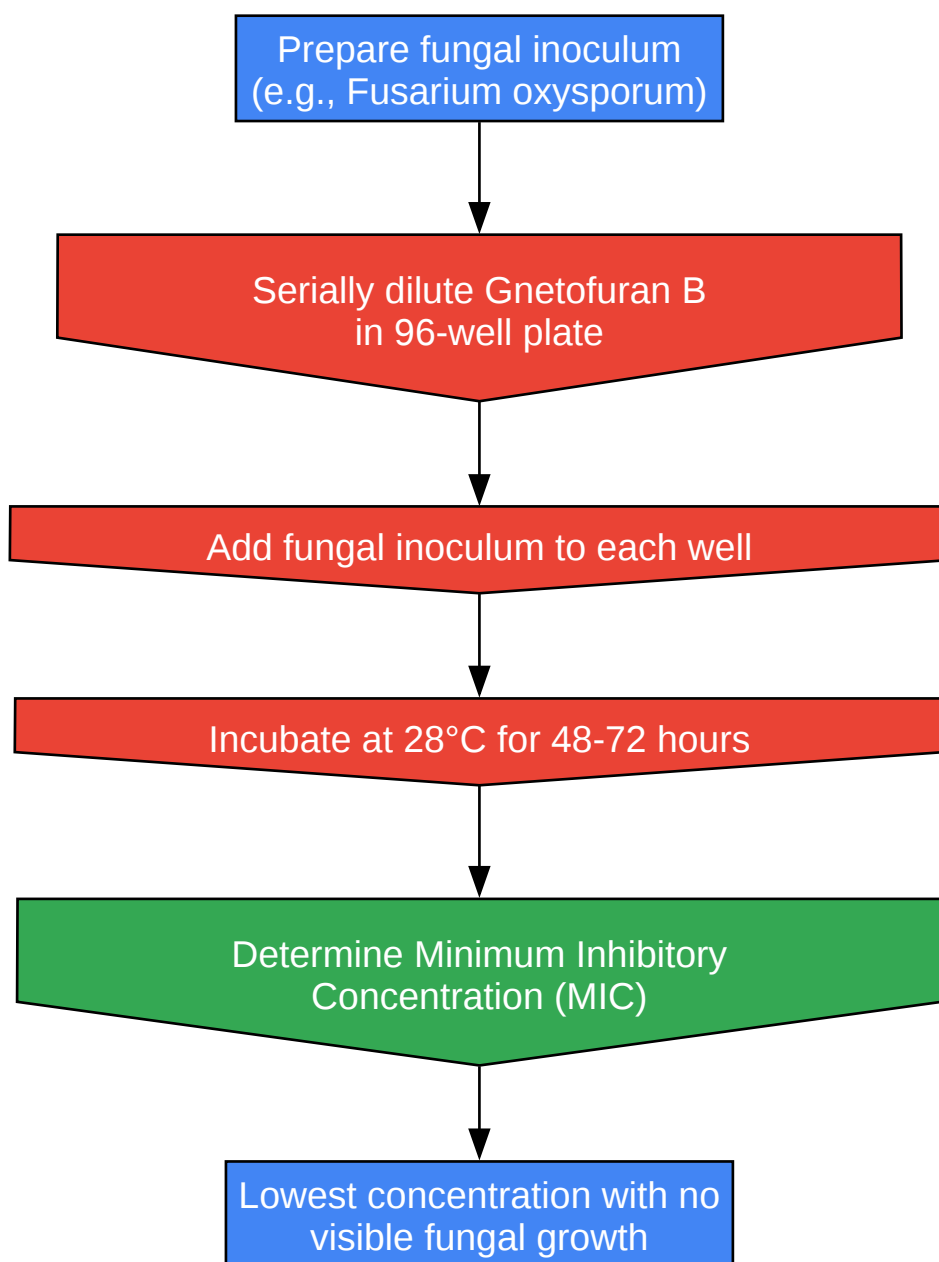 Prepare fungal inoculum
(e.g., Fusarium oxysporum)
Serially dilute Gnetofuran B
in 96-well plate
Add fungal inoculum to each well
Incubate at 28°C for 48-72 hours
Determine Minimum Inhibitory
Concentration (MIC)
Lowest concentration with no
visible fungal growth